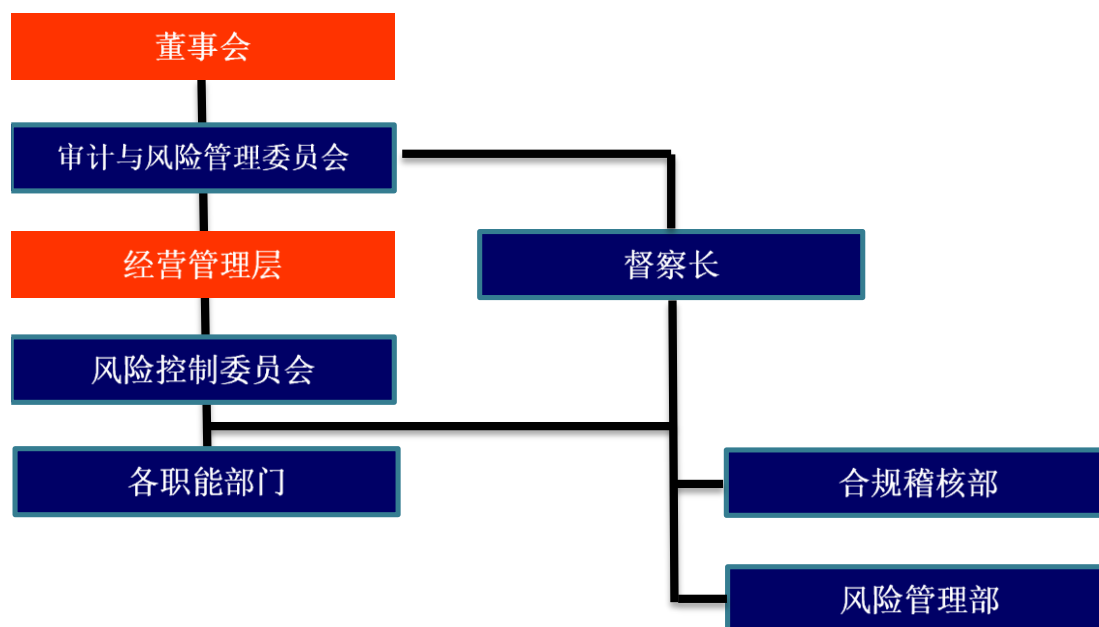 董事会
审计与风险管理委员会
经营管理层
督察长
风险控制委员会
各职能部门
合规稽核部
风险管理部